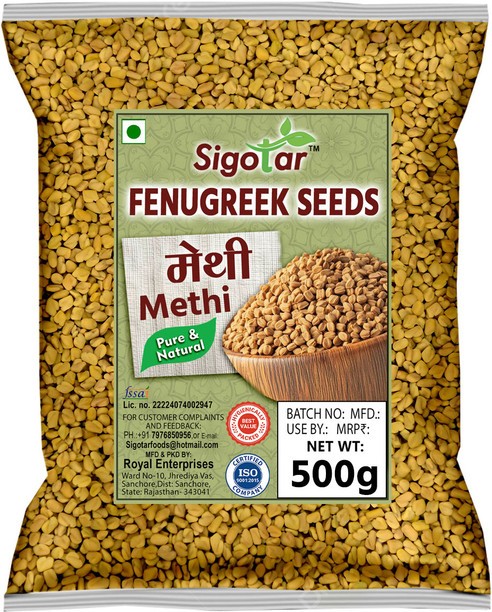 Sigotar™
FENUGREEK SEEDS
मेथी
Methi
Pure &
Natural
fssai
Lic. no. 22224074002947
FOR CUSTOMER COMPLAINTS
AND FEEDBACK:
PH.:+91 7976850956,or E-mail
Sigotarfoods@hotmail.com
MFD & PKD BY:
Royal Enterprises
Ward No-10, Jhrediya Vas,
Sanchore,Dist: Sanchore,
State: Rajasthan- 343041
HYGIENICALLY
BEST
VALUE
PACKED
CERTIFIED
ISO
9001:2015
COMPANY
BATCH NO: MFD.:
USE BY.: MRP₹:
NET WT:
500g